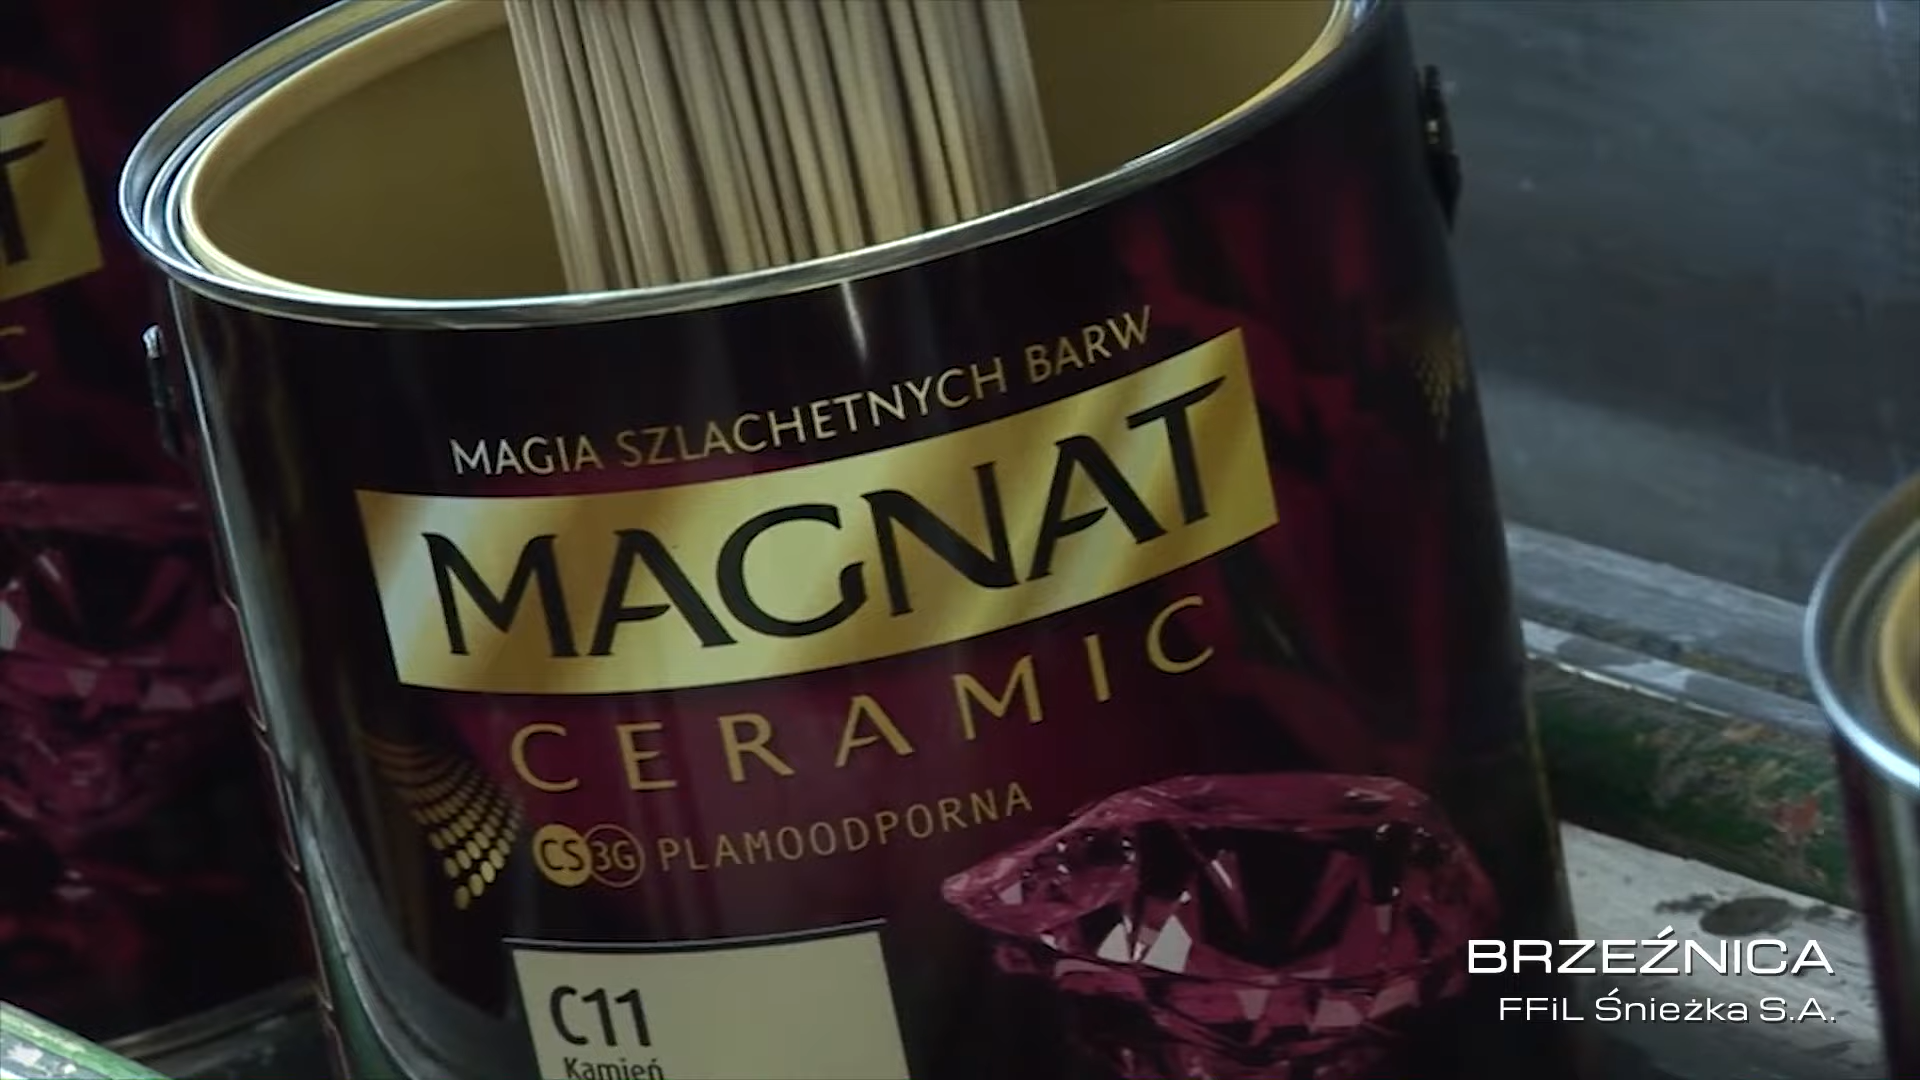 MAGIA SZLACHETNYCH BARW
MAGNAT
CERAMIC
CS 3G PLAMOODPORNA
C11
Kamień
BRZEŹNICA
FFiL Śnieżka S.A.